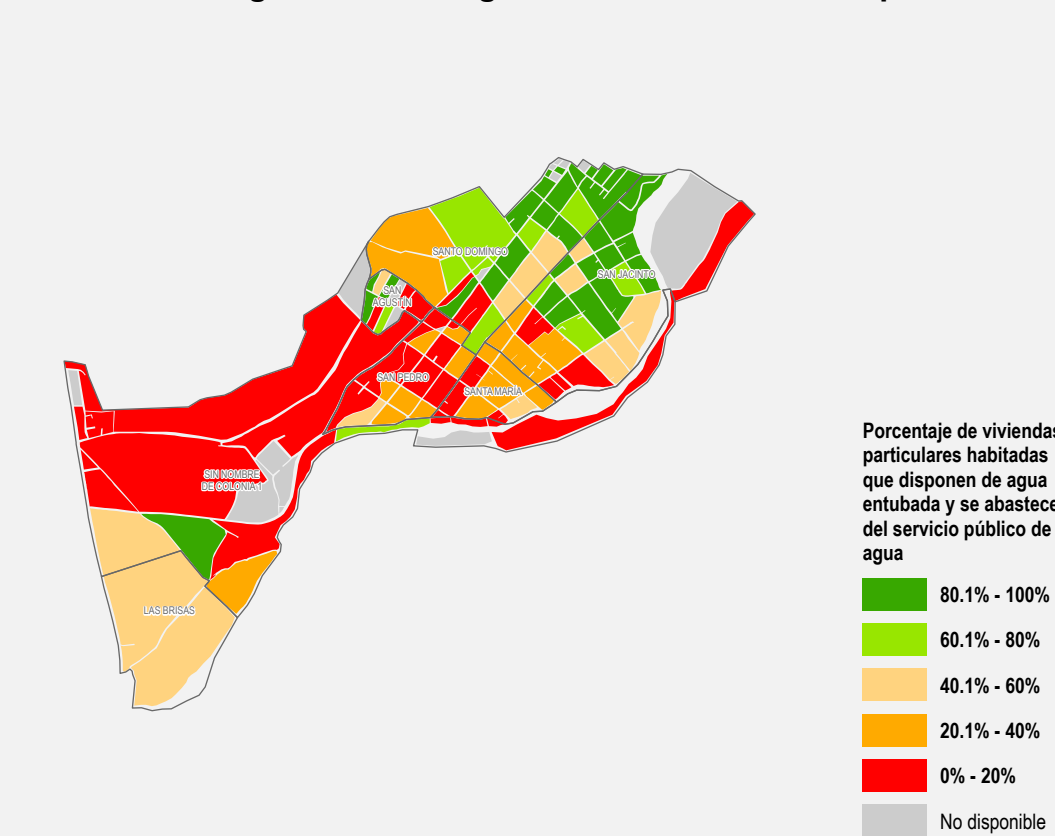 SANTO DOMINGO
SAN JACINTO
SAN
AGUSTÍN
SAN PEDRO
SANTA MARÍA
SIN NOMBRE
DE COLONIA 1
LAS BRISAS
Porcentaje de viviendas
particulares habitadas
que disponen de agua
entubada y se abastece
del servicio público de
agua
80.1% - 100%
60.1% - 80%
40.1% - 60%
20.1% - 40%
0% - 20%
No disponible